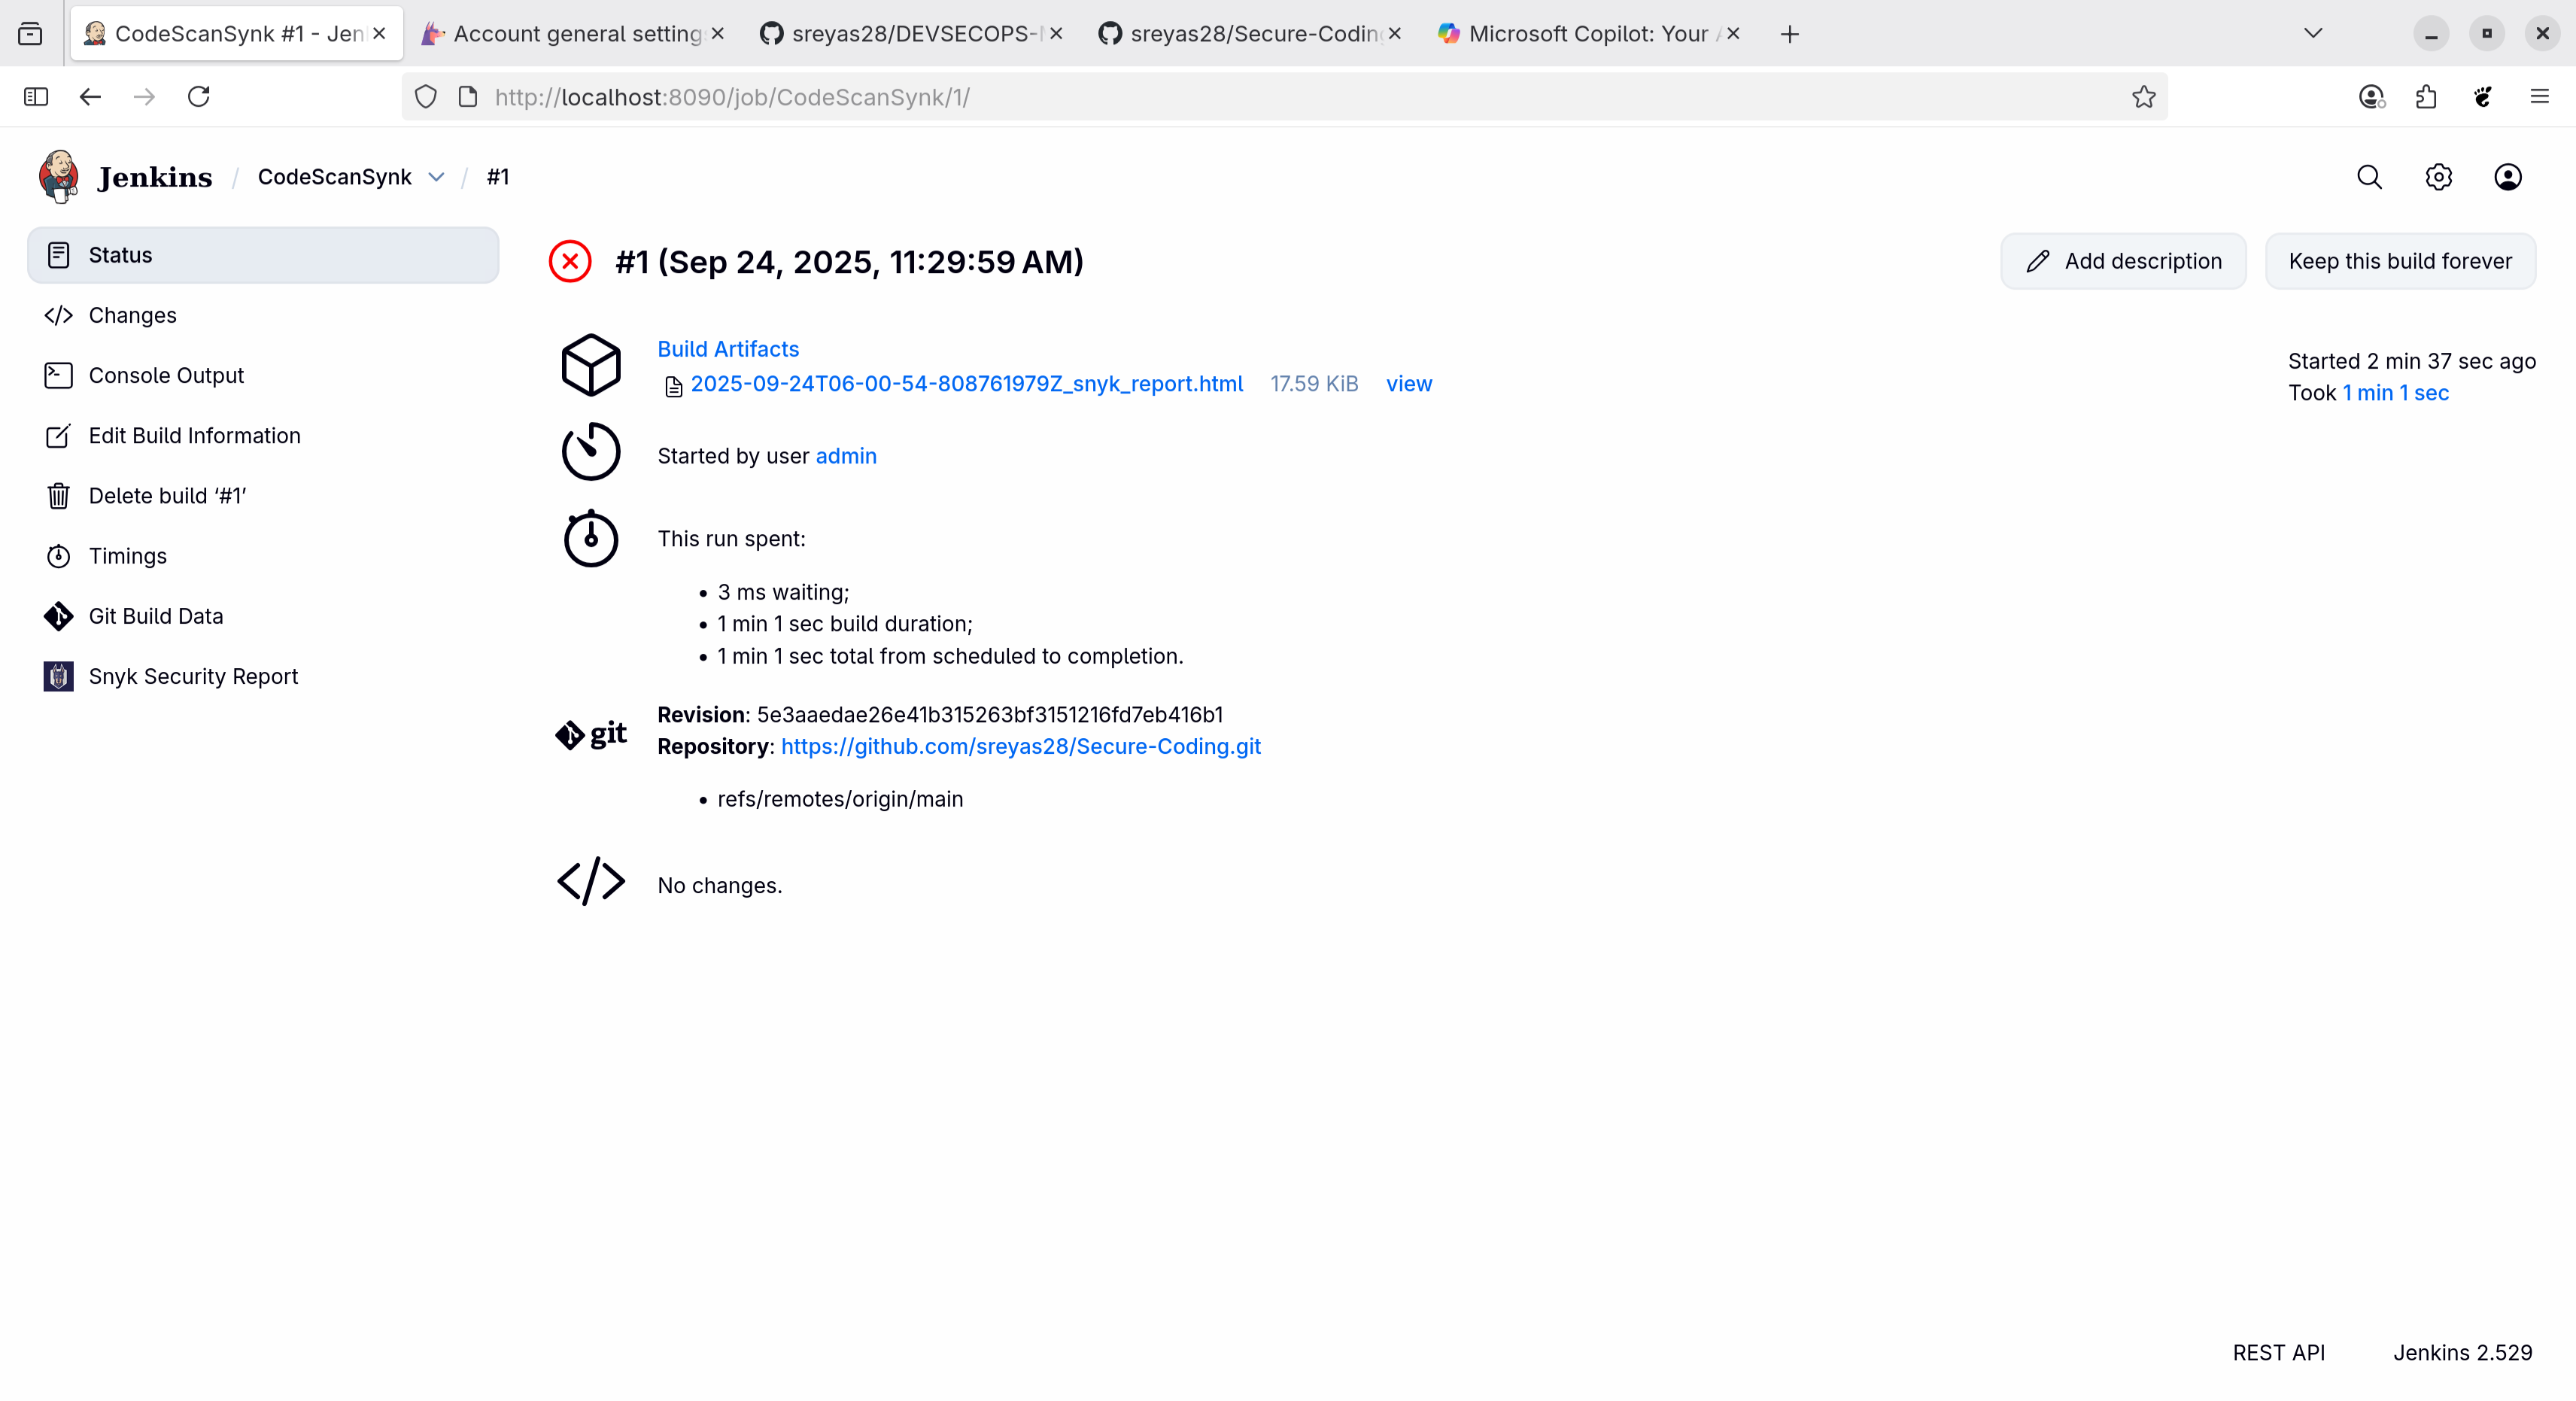 CodeScanSynk #1 - Jen
Account general setting
sreyas28/DEVSECOPS-
sreyas28/Secure-Coding
Microsoft Copilot: Your
http://localhost:8090/job/CodeScanSynk/1/
Jenkins / CodeScanSynk / #1
Status
Changes
Console Output
Edit Build Information
Delete build ‘#1’
Timings
Git Build Data
Snyk Security Report
#1 (Sep 24, 2025, 11:29:59 AM)
Add description
Keep this build forever
Build Artifacts
2025-09-24T06-00-54-808761979Z_snyk_report.html 17.59 KiB view
Started 2 min 37 sec ago
Took 1 min 1 sec
Started by user admin
This run spent:
• 3 ms waiting;
• 1 min 1 sec build duration;
• 1 min 1 sec total from scheduled to completion.
git
Revision: 5e3aaedae26e41b315263bf3151216fd7eb416b1
Repository: https://github.com/sreyas28/Secure-Coding.git
• refs/remotes/origin/main
No changes.
REST API
Jenkins 2.529